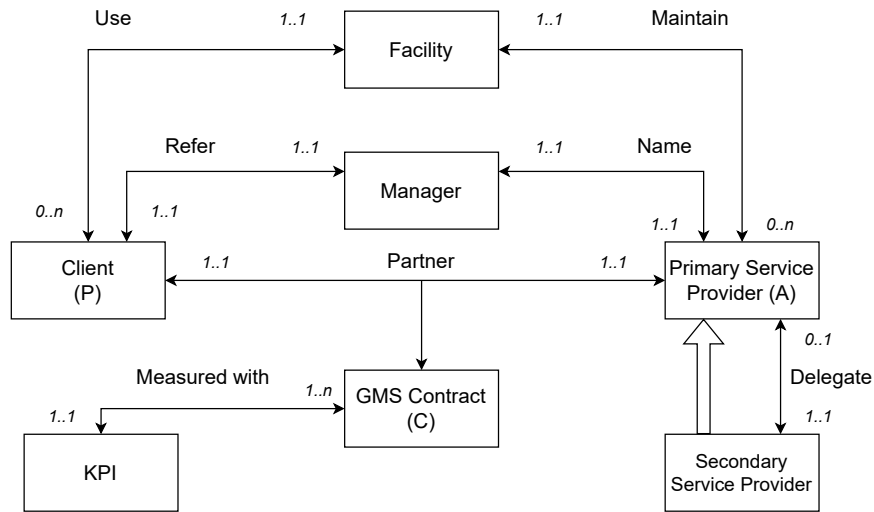 Use
1..1
Facility
1..1
Maintain
Refer
1..1
Manager
1..1
Name
0..n
1..1
1..1
0..n
Client
(P)
1..1
Partner
1..1
Primary Service
Provider (A)
0..1
Measured with
1..n
GMS Contract
(C)
Delegate
1..1
1..1
KPI
Secondary
Service Provider